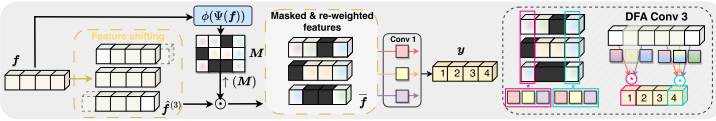 f
Feature shifting
f̂⁽³⁾
ϕ(Ψ(f))
M
↑(M)
Masked & re-weighted
features
f̄
Conv 1
y
1 2 3 4
DFA Conv 3
1 2 3 4